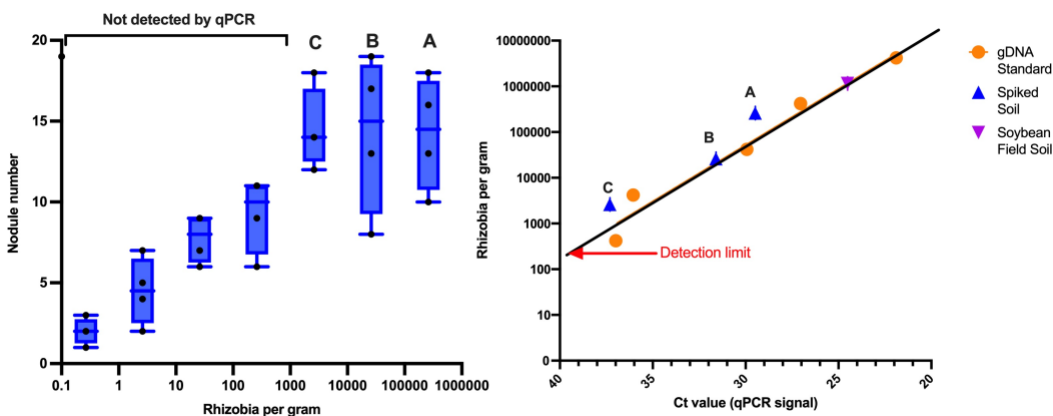 Not detected by qPCR
C B A
20
15
10
5
0
Nodule number
0.1 1 10 100 1000 10000 100000 1000000
Rhizobia per gram
10000000
1000000
100000
10000
1000
100
10
0
Rhizobia per gram
A
B
C
Detection limit
40 35 30 25 20
Ct value (qPCR signal)
gDNA
Standard
Spiked
Soil
Soybean
Field Soil